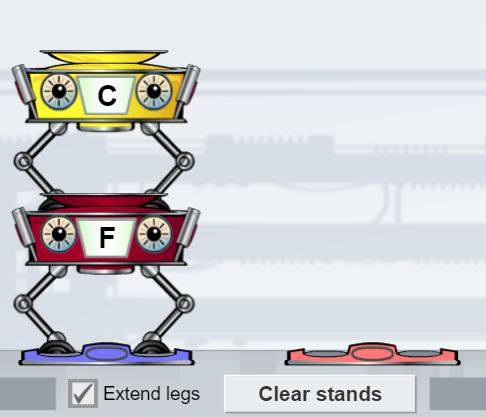 C
F
Extend legs
Clear stands